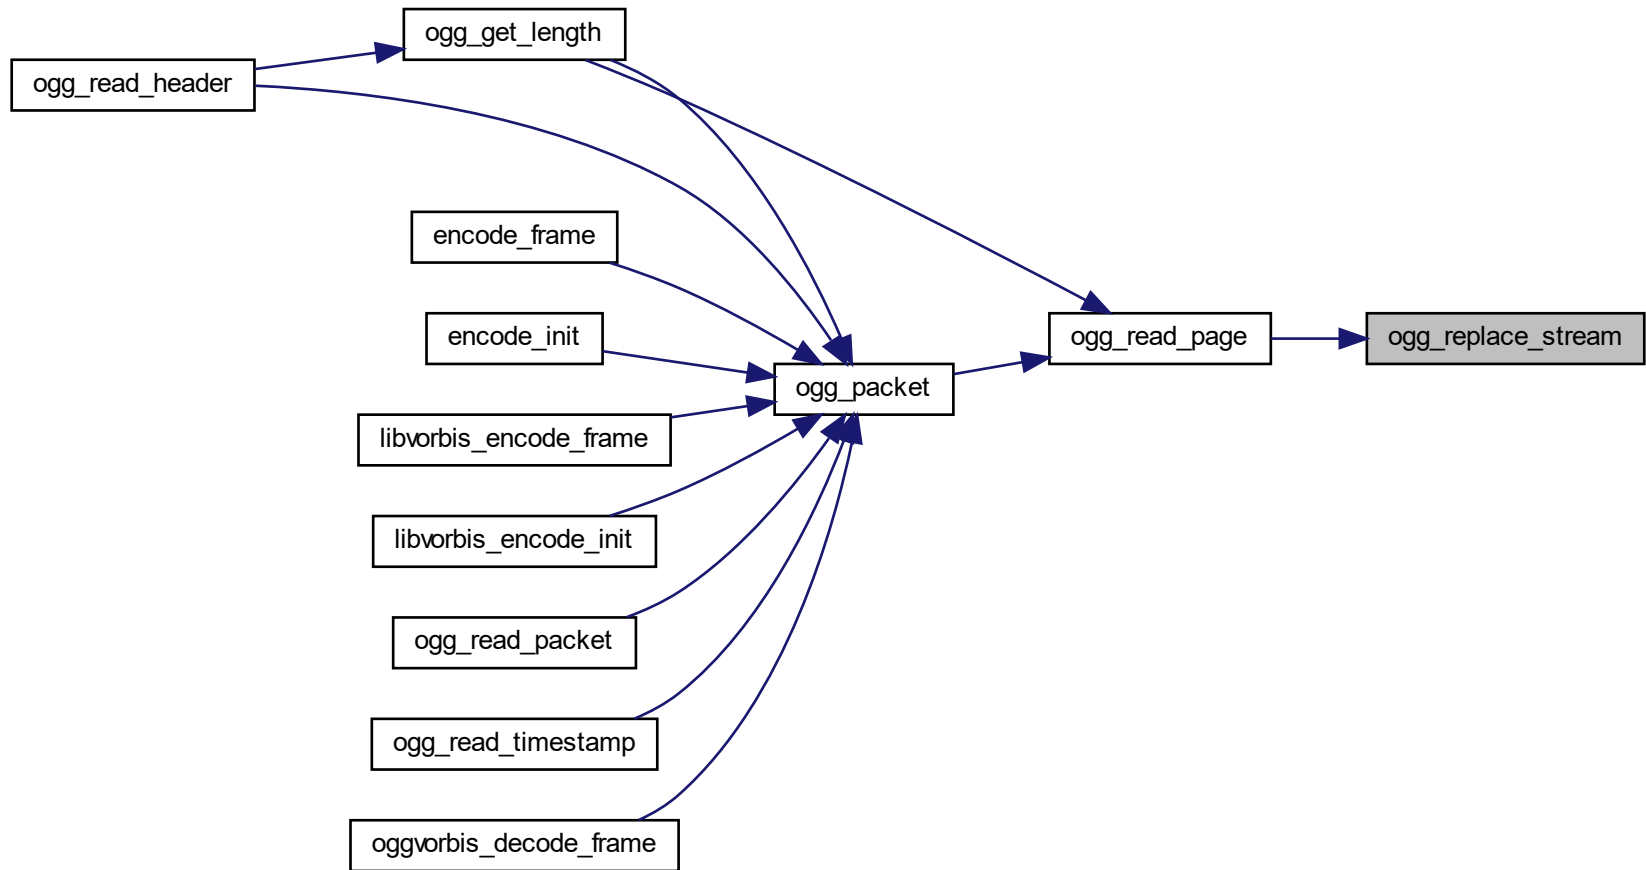 ogg_get_length
ogg_read_header
encode_frame
encode_init
ogg_read_page
ogg_replace_stream
ogg_packet
libvorbis_encode_frame
libvorbis_encode_init
ogg_read_packet
ogg_read_timestamp
oggvorbis_decode_frame